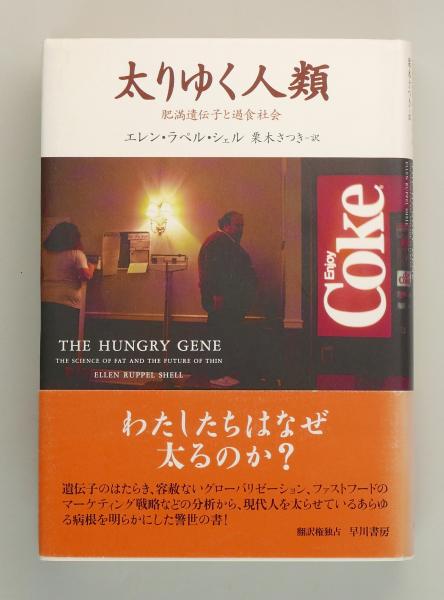 太りゆく人類
肥満遺伝子と過食社会
エレン・ラペル・シェル 栗木さつき=訳
Enjoy
Coke
THE HUNGRY GENE
THE SCIENCE OF FAT AND THE FUTURE OF THIN
ELLEN RUPPEL SHELL
わたしたちはなぜ
太るのか?
遺伝子のはたらき、容赦ないグローバリゼーション、ファストフードの
マーケティング戦略などの分析から、現代人を太らせているあらゆ
る病根を明らかにした警世の書!
翻訳権独占 早川書房